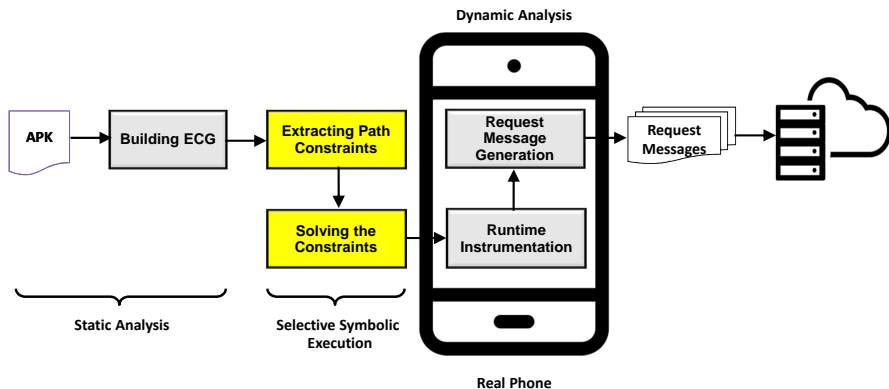 Dynamic Analysis
APK
Building ECG
Extracting Path
Constraints
Request
Message
Generation
Request
Messages
Solving the
Constraints
Runtime
Instrumentation
Static Analysis
Selective Symbolic
Execution
Real Phone